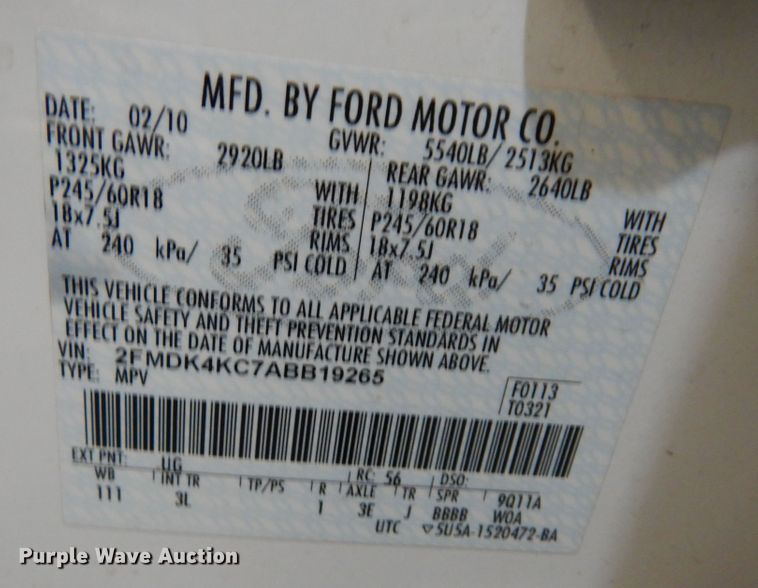 MFD. BY FORD MOTOR CO.
DATE: 02/10 GVWR: 5540LB/ 2513KG
FRONT GAWR: 2920LB REAR GAWR: 2640LB
1325KG WITH 1198KG WITH
P245/60R18 TIRES P245/60R18 TIRES
18x7.5J RIMS 18x7.5J RIMS
AT 240 kPa/ 35 PSI COLD AT 240 kPa/ 35 PSI COLD
THIS VEHICLE CONFORMS TO ALL APPLICABLE FEDERAL MOTOR
VEHICLE SAFETY AND THEFT PREVENTION STANDARDS IN
EFFECT ON THE DATE OF MANUFACTURE SHOWN ABOVE.
VIN: 2FMDK4KC7ABB19265
TYPE: MPV F0113
T0321
EXT PNT: UG RC: 56 DSO:
WB INT TR TP/PS R AXLE TR SPR 9Q11A
111 3L 1 3E J BBBB WOA
UTC ▽5U5A-1520472-BA
Purple Wave Auction